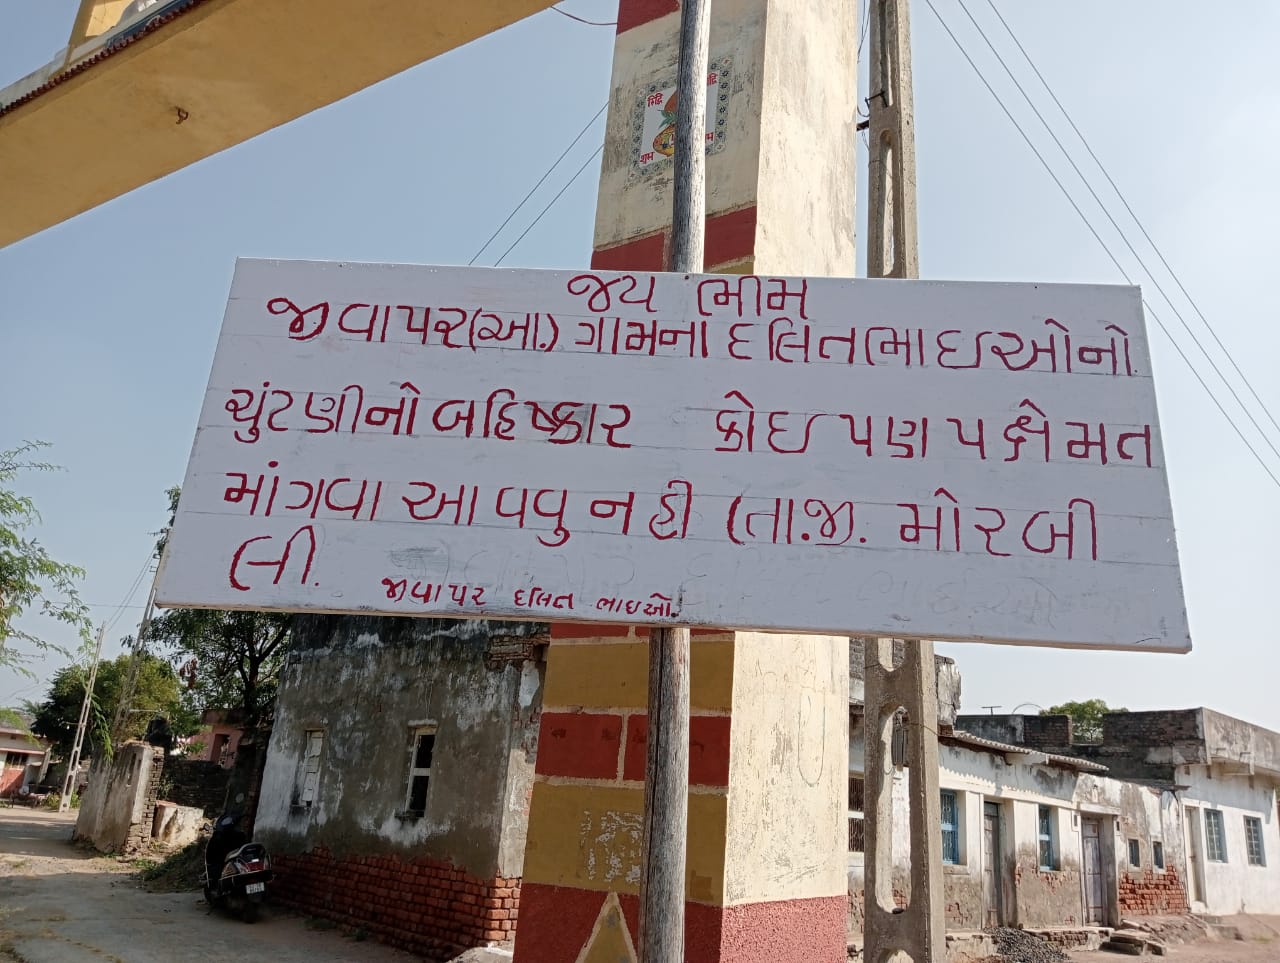 જય ભીમ
જીવાપર(આ.) ગામના દલિતભાઇઓનો
ચુંટણીનો બહિષ્કાર કોઇ પણ પક્ષે મત
માંગવા આવવુ નહી (તા.જી. મોરબી
લી.
જીવાપર દલિત ભાઇઓ.
શુભ